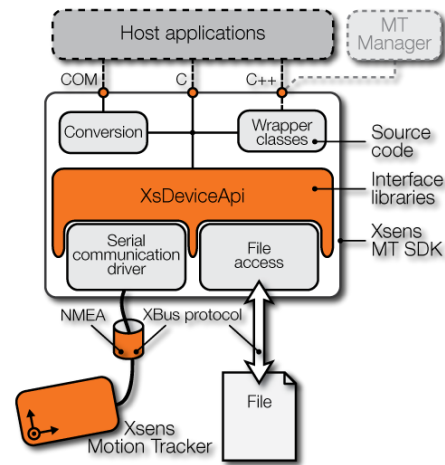 Host applications
MT
Manager
COM
C
C++
Conversion
Wrapper
classes
Source
code
XsDeviceApi
Interface
libraries
Serial
communication
driver
File
access
Xsens
MT SDK
NMEA
XBus protocol
File
Xsens
Motion Tracker